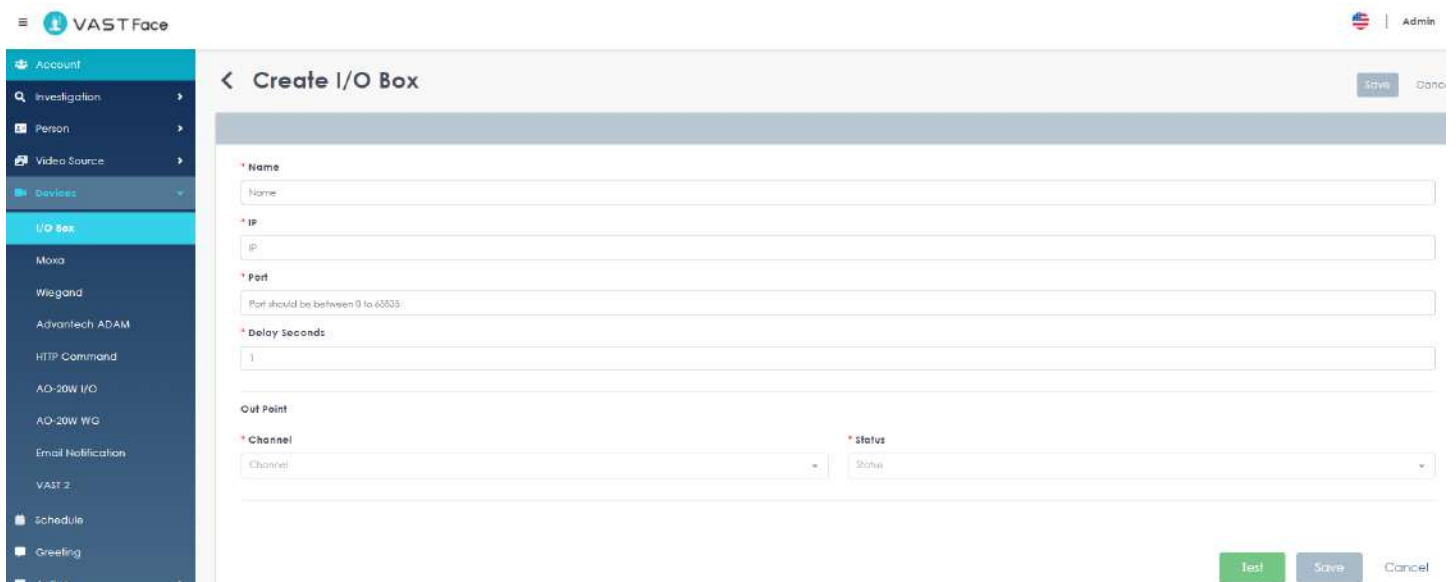 VAST Face
Admin
Account
Investigation
Person
Video Source
Devices
I/O Box
Moxa
Wiegand
Advantech ADAM
HTTP Command
AO-20W I/O
AO-20W WG
Email Notification
VAST 2
Schedule
Greeting
Create I/O Box
Save
* Name
Name
* IP
IP
* Port
Port should be between 0 to 65535
* Delay Seconds
1
Out Point
* Channel
* Status
Channel
Status
Test Save Cancel